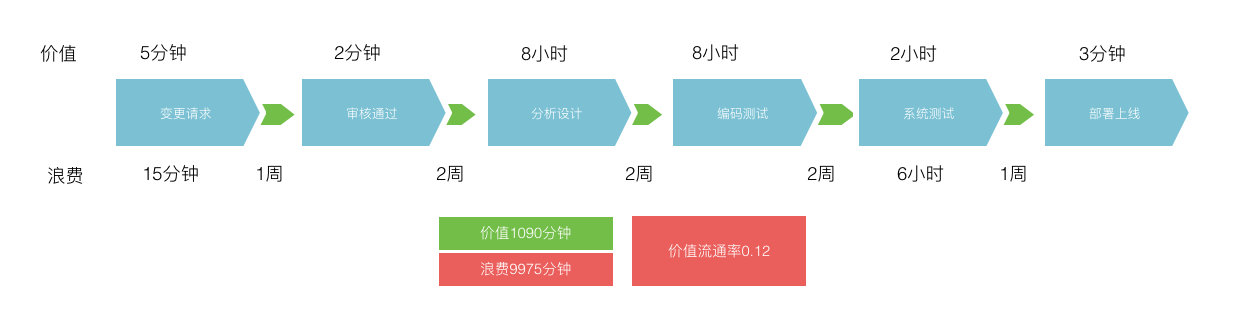 价值 5分钟 2分钟 8小时 8小时 2小时 3分钟
变更请求 审核通过 分析设计 编码测试 系统测试 部署上线
浪费 15分钟 1周 2周 2周 2周 6小时 1周
价值1090分钟
浪费9975分钟
价值流通率0.12